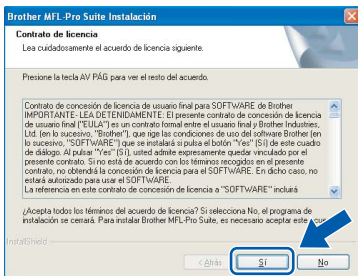 Brother MFL-Pro Suite Instalación
Contrato de licencia
Lea cuidadosamente el acuerdo de licencia siguiente.
Presione la tecla AV PÁG para ver el resto del acuerdo.
Contrato de concesión de licencia de usuario final para SOFTWARE de Brother
IMPORTANTE - LEA DETENIDAMENTE: El presente contrato de concesión de licencia
de usuario final ("EULA") es un contrato formal entre el usuario final y Brother Industries,
Ltd. (en lo sucesivo, "Brother"), que rige las condiciones de uso del software Brother (en
lo sucesivo, "SOFTWARE") que se instalará si pulsa el botón "Yes" (Sí) de este cuadro
de diálogo. Al pulsar "Yes" (Sí), usted admite expresamente quedar vinculado por el
presente contrato. Si no está de acuerdo con los términos recogidos en el presente
contrato, no obtendrá la concesión de licencia para el SOFTWARE. En dicho caso, no
estará autorizado para usar el SOFTWARE.
La referencia en este contrato de concesión de licencia a "SOFTWARE" incluirá
¿Acepta todos los términos del acuerdo de licencia? Si selecciona No, el programa de
instalación se cerrará. Para instalar Brother MFL-Pro Suite, es necesario aceptar este
InstallShield
< Atrás
Sí
No